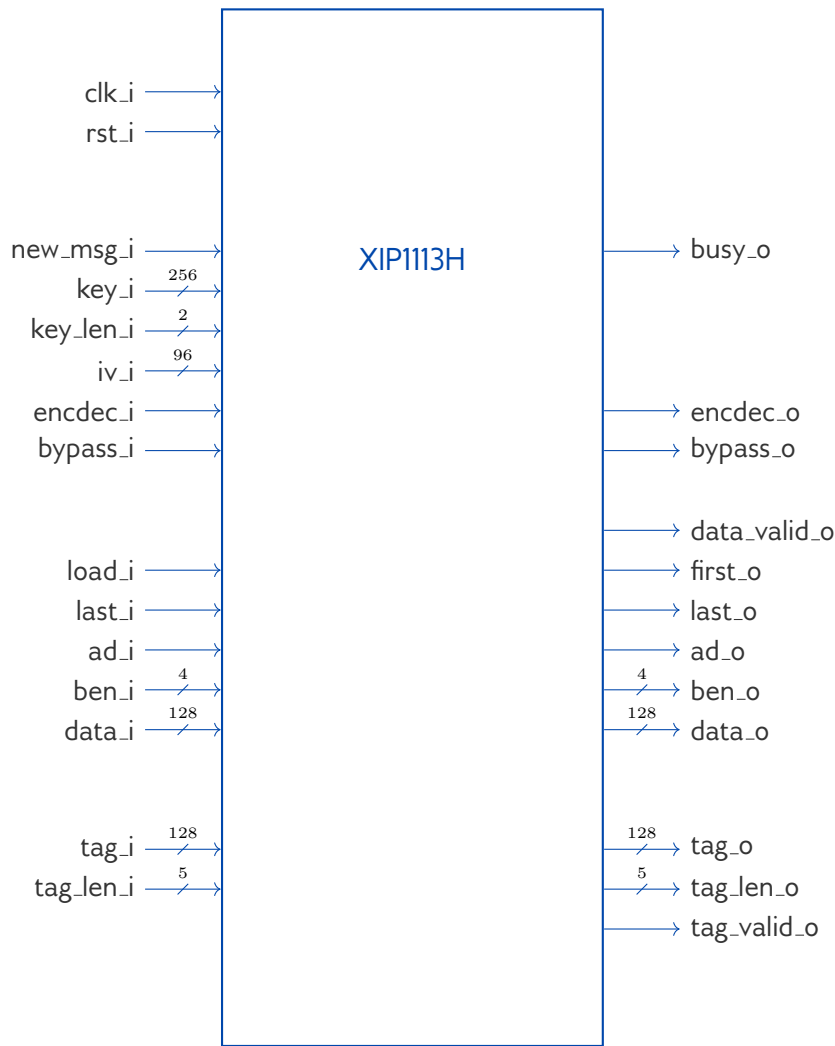 clk_i
rst_i
new_msg_i
XIP1113H
busy_o
256
key_i
2
key_len_i
96
iv_i
encdec_i
encdec_o
bypass_i
bypass_o
data_valid_o
load_i
first_o
last_i
last_o
ad_i
ad_o
4
4
ben_i
ben_o
128
128
data_i
data_o
128
128
tag_i
tag_o
5
5
tag_len_i
tag_len_o
tag_valid_o